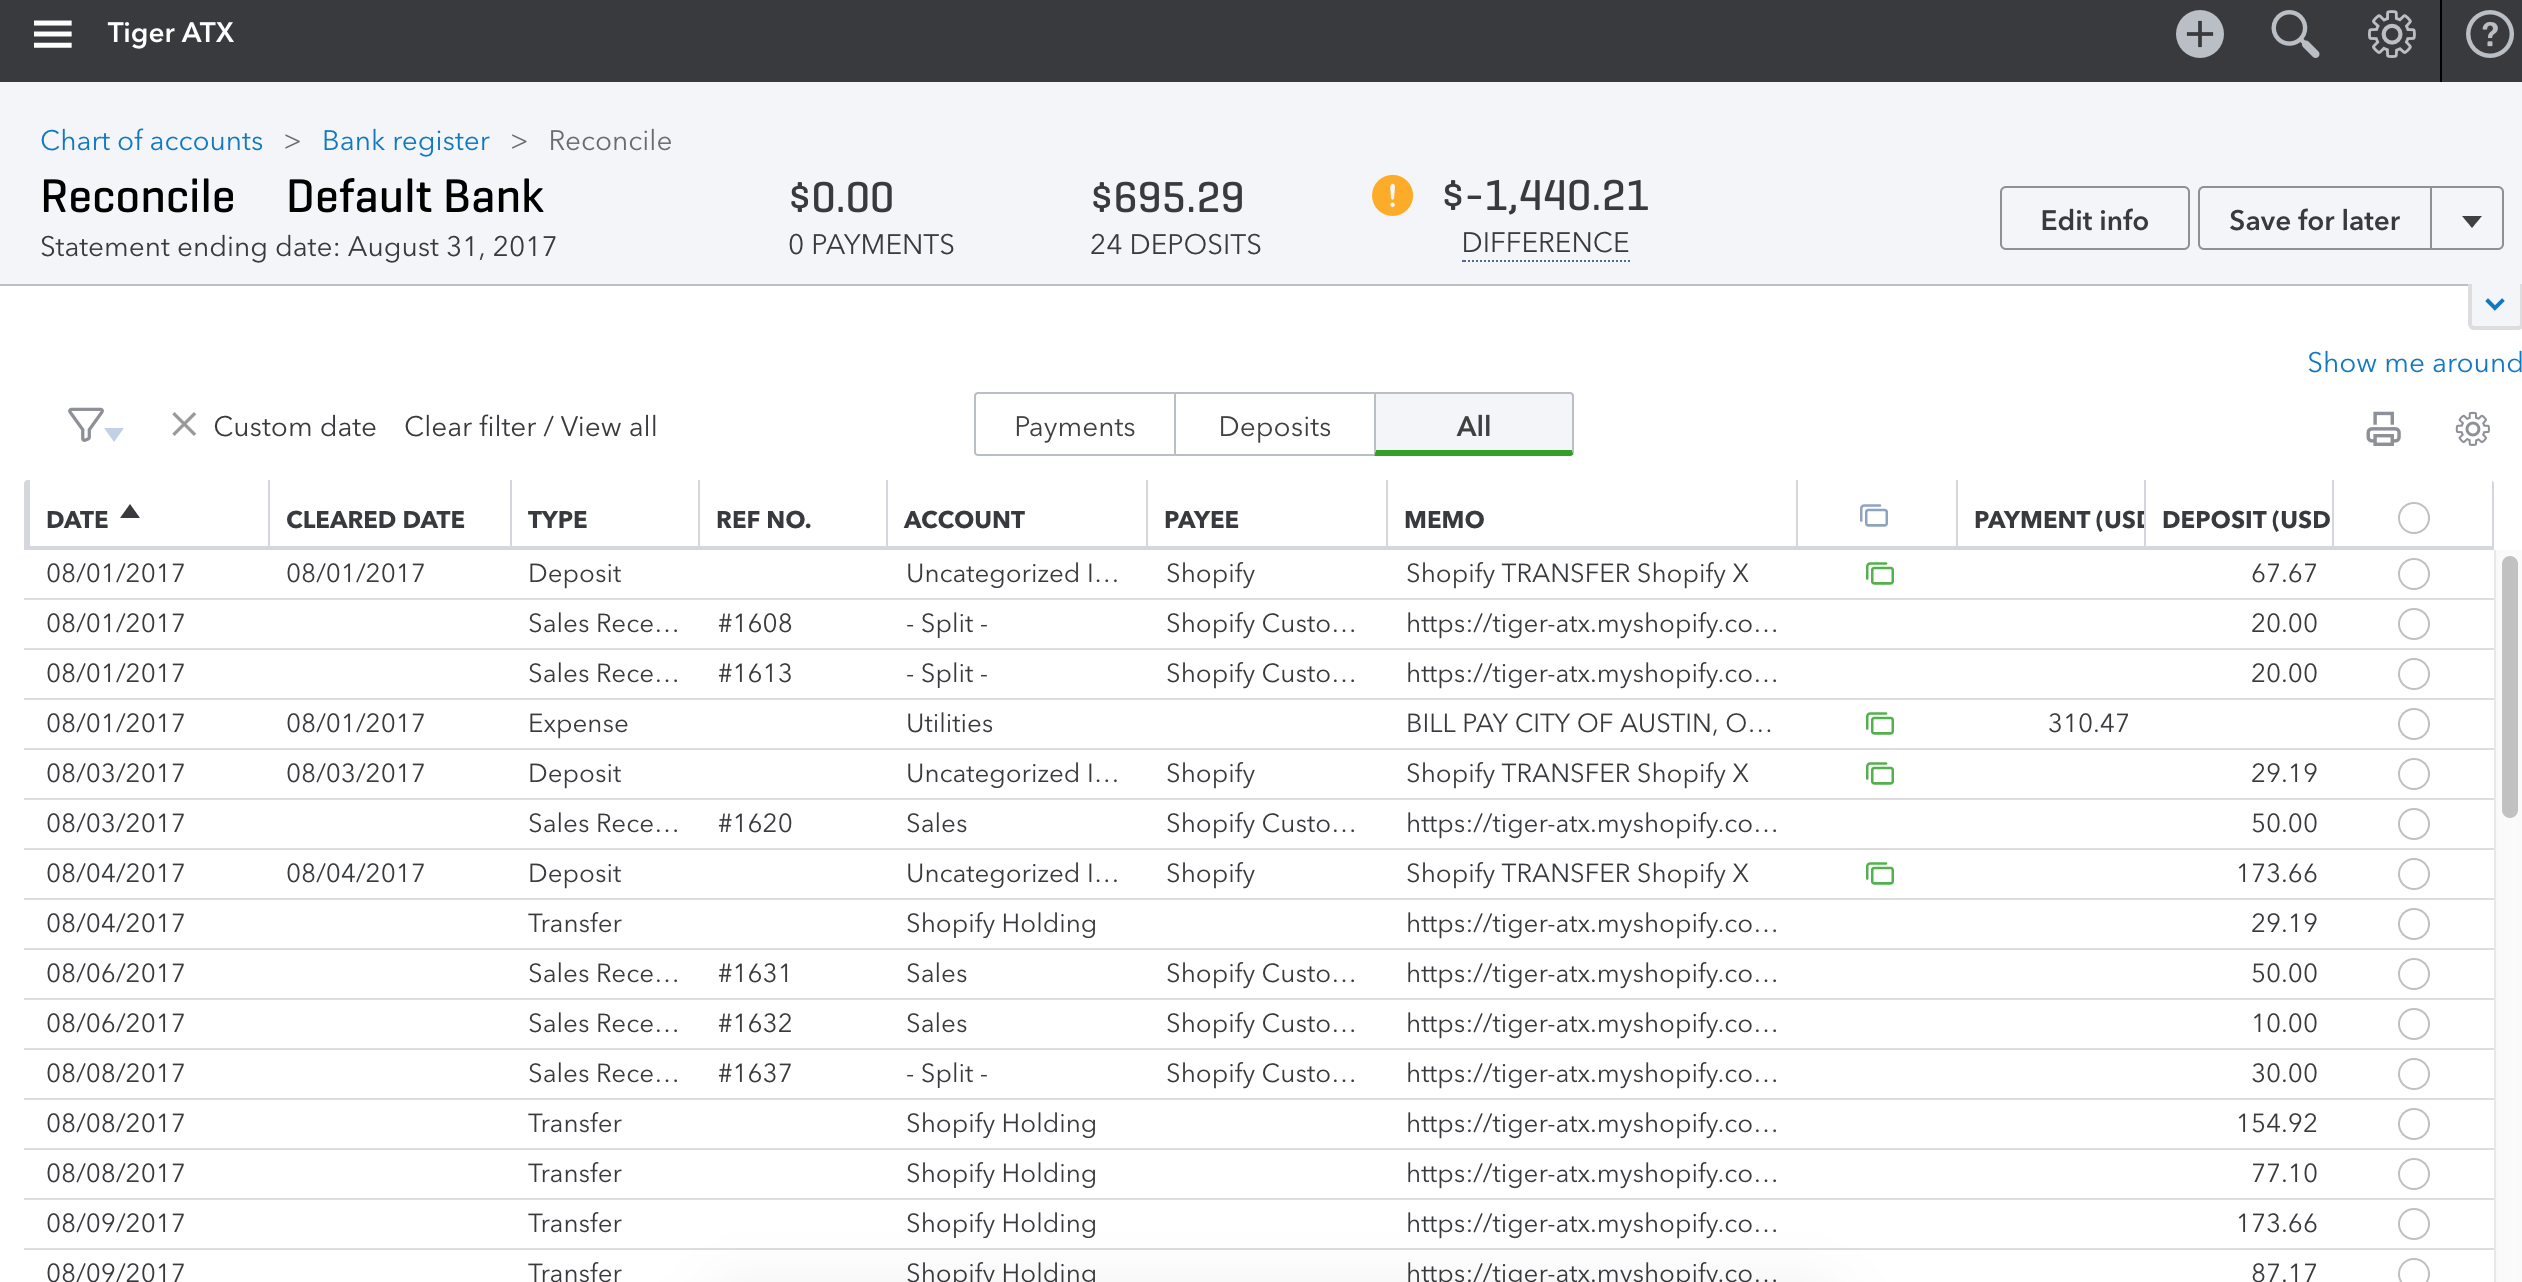 Tiger ATX
Chart of accounts > Bank register > Reconcile
Reconcile Default Bank
Statement ending date: August 31, 2017
$0.00
0 PAYMENTS
$695.29
24 DEPOSITS
$-1,440.21
DIFFERENCE
Edit info
Save for later
Show me around
Custom date Clear filter / View all
Payments Deposits All
DATE CLEARED DATE TYPE REF NO. ACCOUNT PAYEE MEMO PAYMENT (USD DEPOSIT (USD
08/01/2017 08/01/2017 Deposit Uncategorized I... Shopify Shopify TRANSFER Shopify X 67.67
08/01/2017 Sales Rece... #1608 - Split - Shopify Custo... https://tiger-atx.myshopify.co... 20.00
08/01/2017 Sales Rece... #1613 - Split - Shopify Custo... https://tiger-atx.myshopify.co... 20.00
08/01/2017 08/01/2017 Expense Utilities BILL PAY CITY OF AUSTIN, O... 310.47
08/03/2017 08/03/2017 Deposit Uncategorized I... Shopify Shopify TRANSFER Shopify X 29.19
08/03/2017 Sales Rece... #1620 Sales Shopify Custo... https://tiger-atx.myshopify.co... 50.00
08/04/2017 08/04/2017 Deposit Uncategorized I... Shopify Shopify TRANSFER Shopify X 173.66
08/04/2017 Transfer Shopify Holding https://tiger-atx.myshopify.co... 29.19
08/06/2017 Sales Rece... #1631 Sales Shopify Custo... https://tiger-atx.myshopify.co... 50.00
08/06/2017 Sales Rece... #1632 Sales Shopify Custo... https://tiger-atx.myshopify.co... 10.00
08/08/2017 Sales Rece... #1637 - Split - Shopify Custo... https://tiger-atx.myshopify.co... 30.00
08/08/2017 Transfer Shopify Holding https://tiger-atx.myshopify.co... 154.92
08/08/2017 Transfer Shopify Holding https://tiger-atx.myshopify.co... 77.10
08/09/2017 Transfer Shopify Holding https://tiger-atx.myshopify.co... 173.66
08/09/2017 Transfer Shopify Holding https://tiger-atx.myshopify.co... 87.17